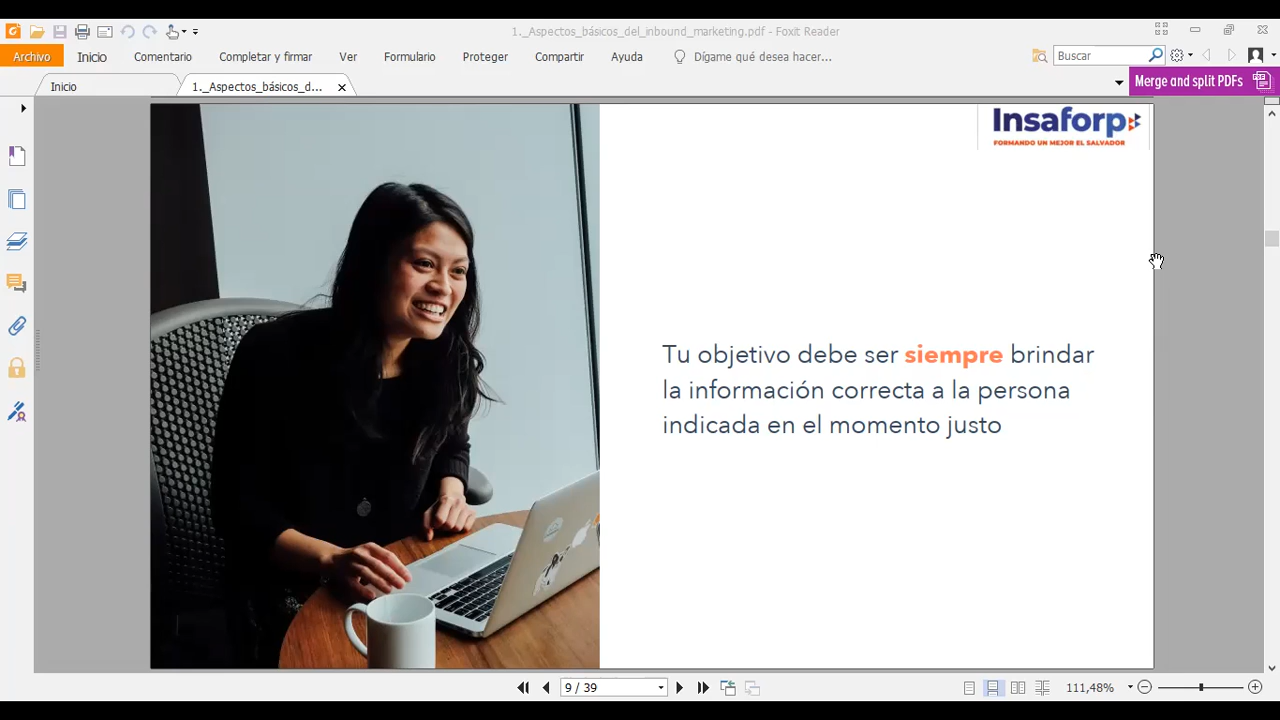 1._Aspectos_básicos_del_inbound_marketing.pdf - Foxit Reader
Archivo Inicio Comentario Completar y firmar Ver Formulario Proteger Compartir Ayuda Dígame qué desea hacer... Buscar
Inicio 1._Aspectos_básicos_d... Merge and split PDFs
Insaforp
FORMANDO UN MEJOR EL SALVADOR
Tu objetivo debe ser siempre brindar
la información correcta a la persona
indicada en el momento justo
9 / 39 111,48%